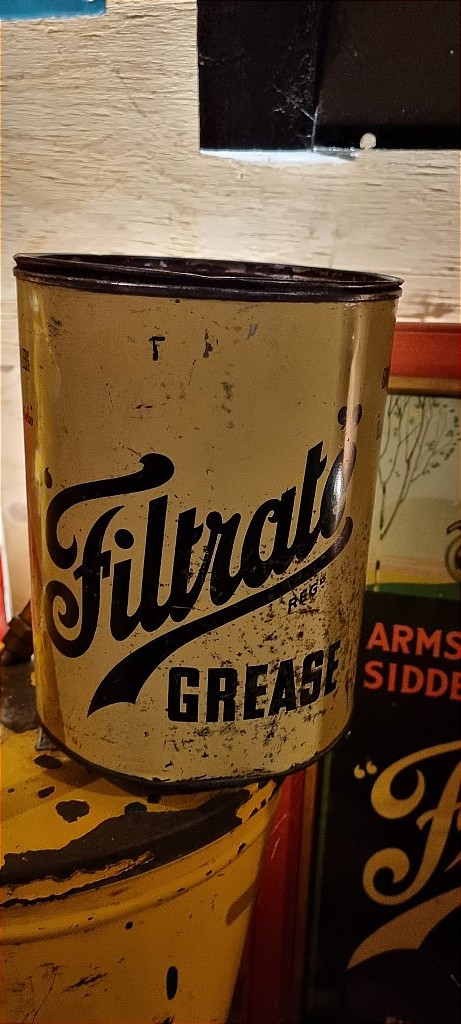 "Filtrate"
REGD
GREASE
ARMS
SIDDE